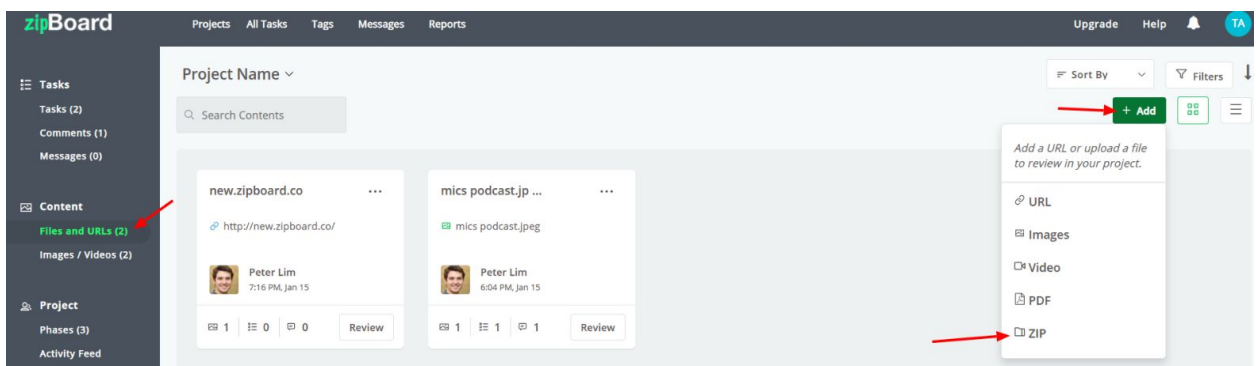 zipBoard
Projects All Tasks Tags Messages Reports
Upgrade Help TA
Tasks
Tasks (2)
Comments (1)
Messages (0)
Content
Files and URLs (2)
Images / Videos (2)
Project
Phases (3)
Activity Feed
Project Name
Sort By
Filters
Search Contents
+ Add
Add a URL or upload a file
to review in your project.
URL
Images
Video
PDF
ZIP
new.zipboard.co ...
http://new.zipboard.co/
Peter Lim
7:16 PM, Jan 15
1 0 0 Review
mics podcast.jp ... ...
mics podcast.jpeg
Peter Lim
6:04 PM, Jan 15
1 1 1 Review